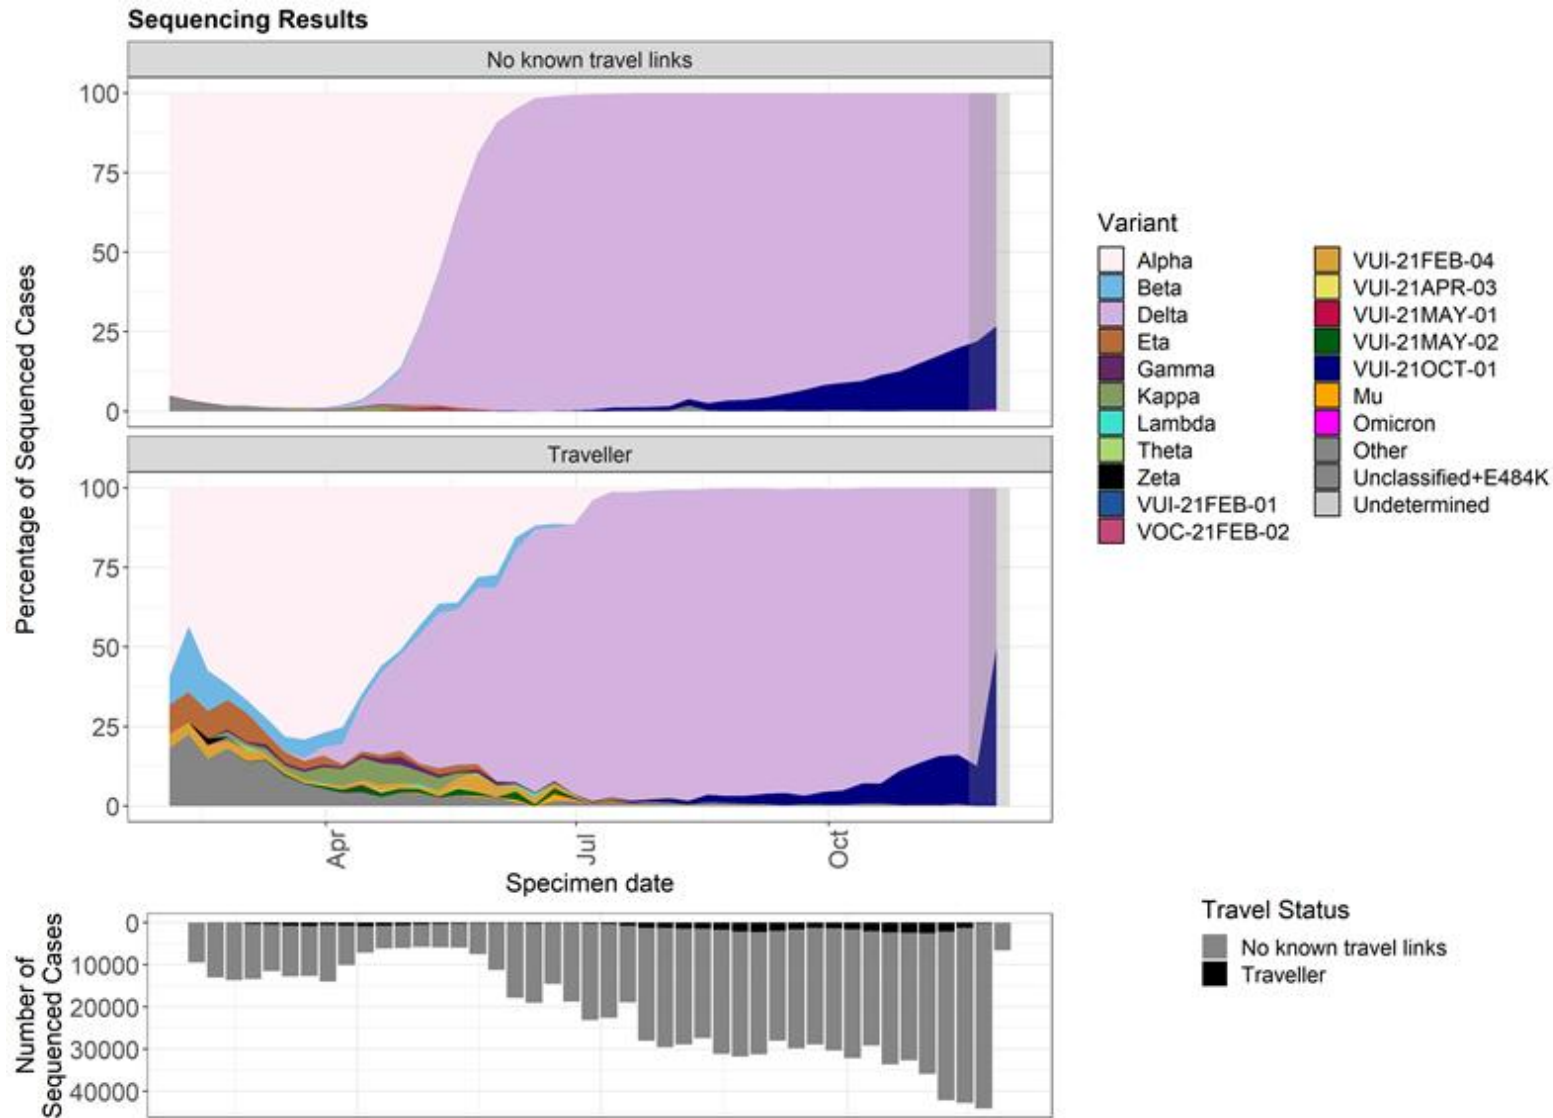 Sequencing Results
No known travel links
100
75
50
25
0
Traveller
100
75
50
25
0
Percentage of Sequenced Cases
Apr
Jul
Oct
Specimen date
Variant
Alpha
Beta
Delta
Eta
Gamma
Kappa
Lambda
Theta
Zeta
VUI-21FEB-01
VOC-21FEB-02
VUI-21FEB-04
VUI-21APR-03
VUI-21MAY-01
VUI-21MAY-02
VUI-21OCT-01
Mu
Omicron
Other
Unclassified+E484K
Undetermined
Number of
Sequenced Cases
0
10000
20000
30000
40000
Travel Status
No known travel links
Traveller